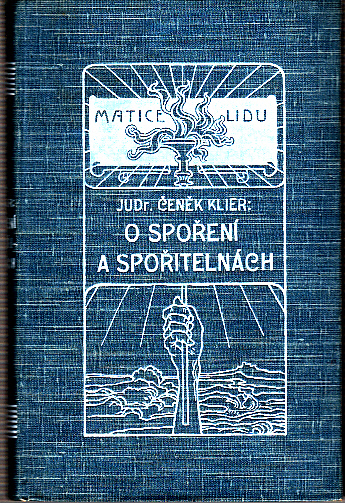 MATICE LIDU
JUDr. ČENĚK KLIER:
O SPOŘENÍ
A SPOŘITELNÁCH